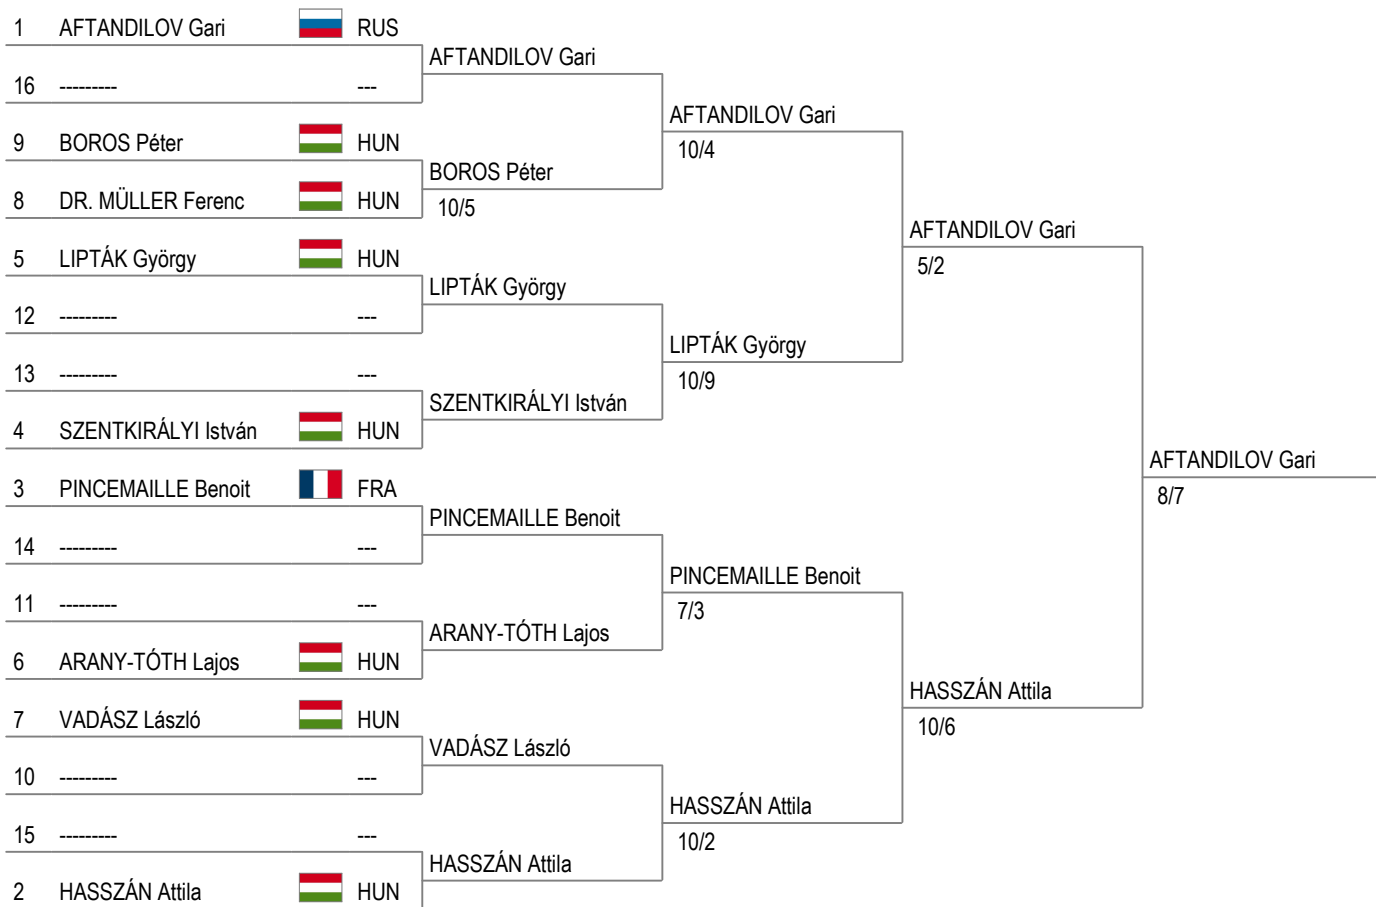 1 AFTANDILOV Gari RUS
16 --------- ---
9 BOROS Péter HUN
8 DR. MÜLLER Ferenc HUN
5 LIPTÁK György HUN
12 --------- ---
13 --------- ---
4 SZENTKIRÁLYI István HUN
3 PINCEMAILLE Benoit FRA
14 --------- ---
11 --------- ---
6 ARANY-TÓTH Lajos HUN
7 VADÁSZ László HUN
10 --------- ---
15 --------- ---
2 HASSZÁN Attila HUN
AFTANDILOV Gari
BOROS Péter
10/5
LIPTÁK György
SZENTKIRÁLYI István
PINCEMAILLE Benoit
ARANY-TÓTH Lajos
VADÁSZ László
HASSZÁN Attila
AFTANDILOV Gari
10/4
LIPTÁK György
10/9
PINCEMAILLE Benoit
7/3
HASSZÁN Attila
10/2
AFTANDILOV Gari
5/2
HASSZÁN Attila
10/6
AFTANDILOV Gari
8/7